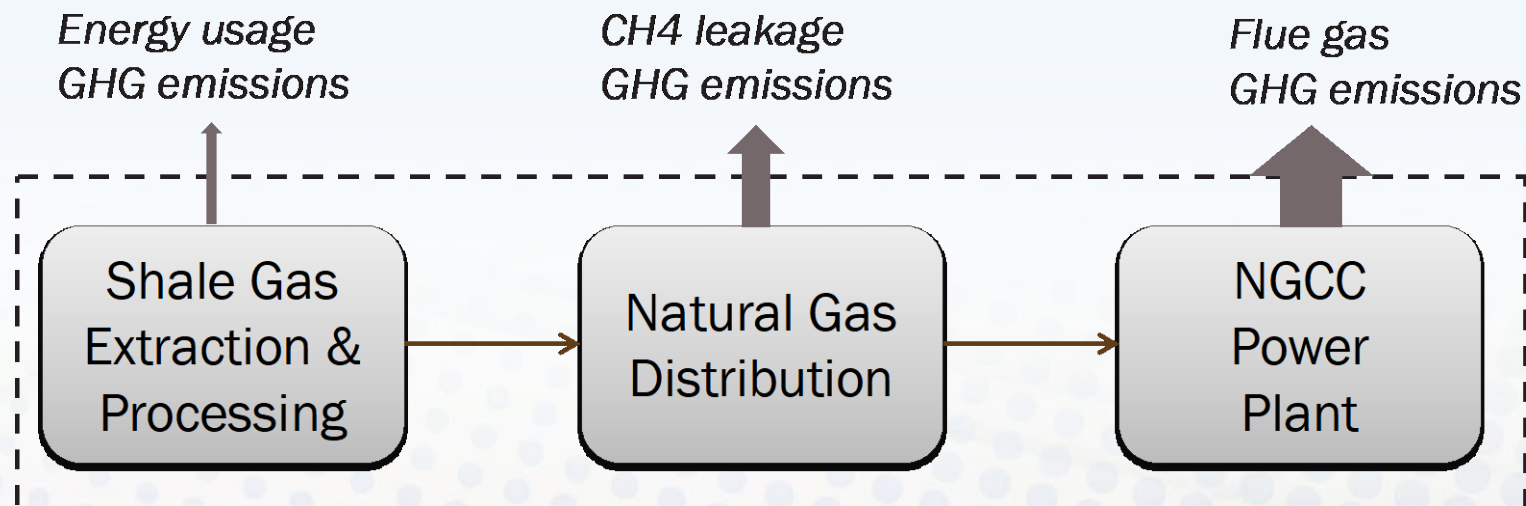 Energy usage
GHG emissions
CH4 leakage
GHG emissions
Flue gas
GHG emissions
Shale Gas
Extraction &
Processing
Natural Gas
Distribution
NGCC
Power
Plant